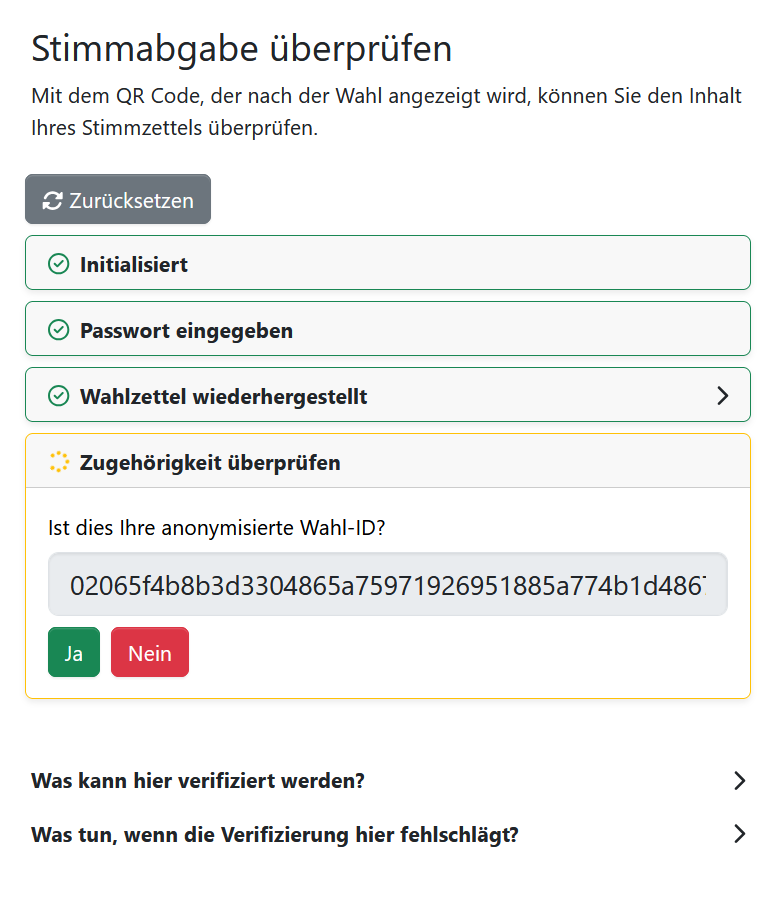 Stimmabgabe überprüfen
Mit dem QR Code, der nach der Wahl angezeigt wird, können Sie den Inhalt
Ihres Stimmzettels überprüfen.
Zurücksetzen
Initialisiert
Passwort eingegeben
Wahlzettel wiederhergestellt
Zugehörigkeit überprüfen
Ist dies Ihre anonymisierte Wahl-ID?
02065f4b8b3d3304865a75971926951885a774b1d4867
Ja
Nein
Was kann hier verifiziert werden?
Was tun, wenn die Verifizierung hier fehlschlägt?